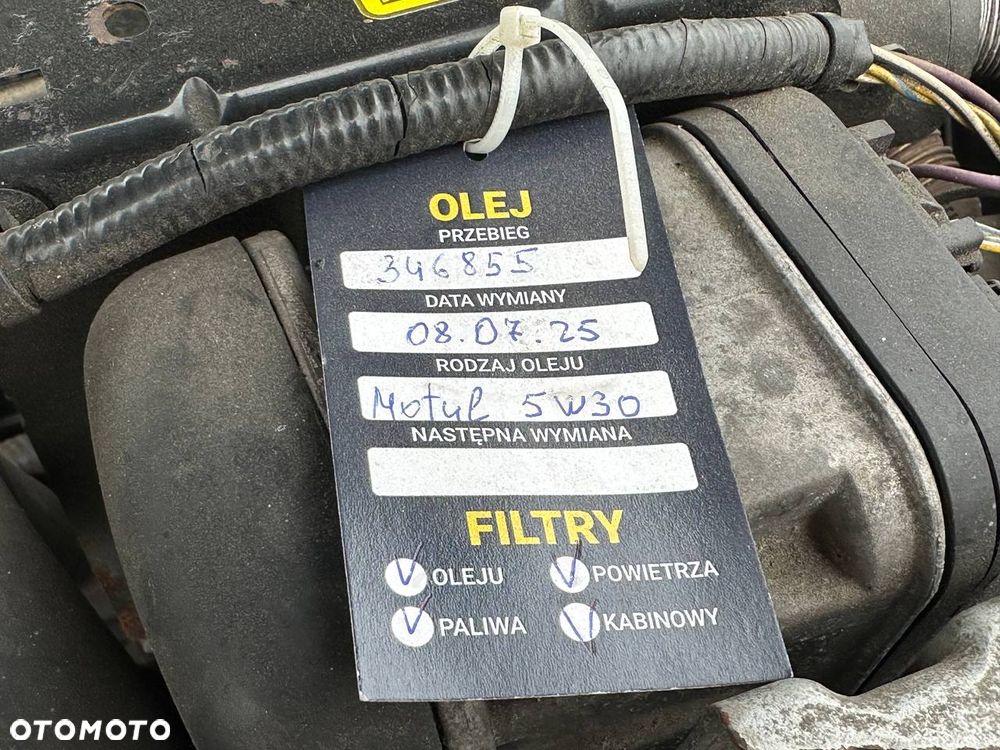 OLEJ
PRZEBIEG
346855
DATA WYMIANY
08.07.25
RODZAJ OLEJU
Motul 5W30
NASTĘPNA WYMIANA
FILTRY
OLEJU POWIETRZA
PALIWA KABINOWY
OTOMOTO